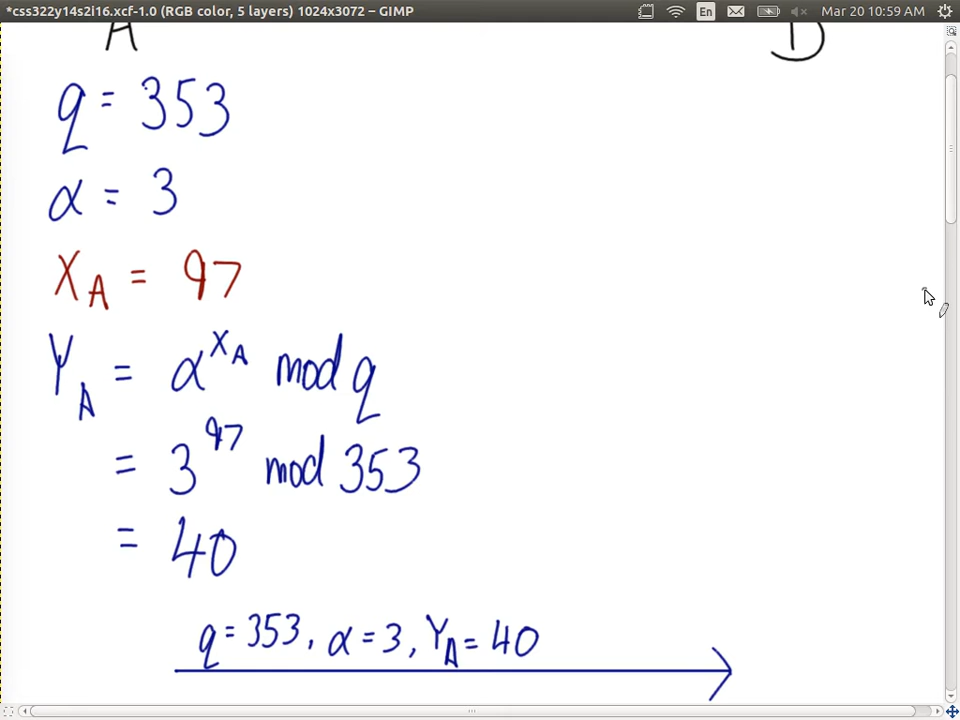 *css322y14s2i16.xcf-1.0 (RGB color, 5 layers) 1024x3072 – GIMP En Mar 20 10:59 AM
A
q = 353
α = 3
X_A = 97
Y_A = α^{X_A} mod q
= 3^{97} mod 353
= 40
q = 353, α = 3, Y_A = 40